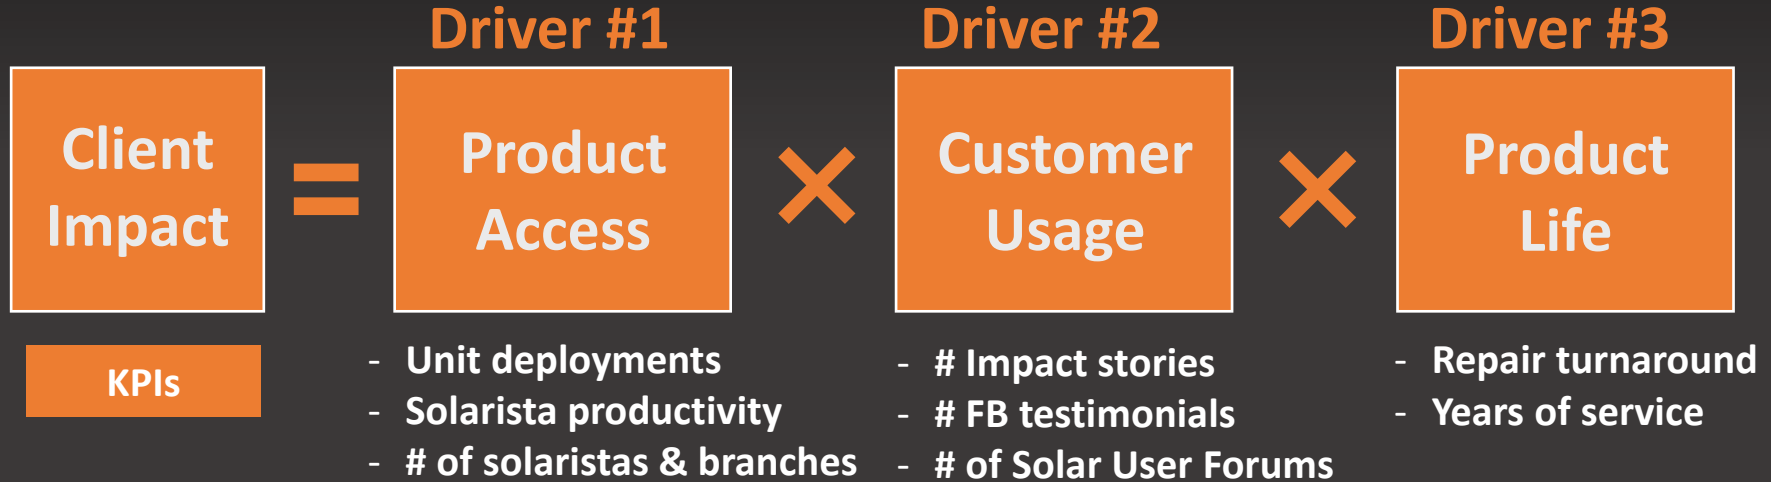 Driver #1
Driver #2
Driver #3
Client
Impact
=
Product
Access
×
Customer
Usage
×
Product
Life
KPIs
- Unit deployments
- Solarista productivity
- # of solaristas & branches
- # Impact stories
- # FB testimonials
- # of Solar User Forums
- Repair turnaround
- Years of service